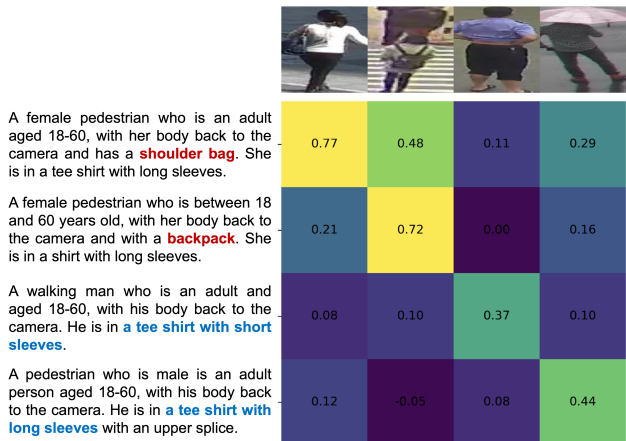 A female pedestrian who is an adult
aged 18-60, with her body back to the
camera and has a shoulder bag. She
is in a tee shirt with long sleeves.
0.77 0.48 0.11 0.29
A female pedestrian who is between 18
and 60 years old, with her body back to
the camera and with a backpack. She
is in a shirt with long sleeves.
0.21 0.72 0.00 0.16
A walking man who is an adult and
aged 18-60, with his body back to the
camera. He is in a tee shirt with short
sleeves.
0.08 0.10 0.37 0.10
A pedestrian who is male is an adult
person aged 18-60, with his body back
to the camera. He is in a tee shirt with
long sleeves with an upper splice.
0.12 -0.05 0.08 0.44